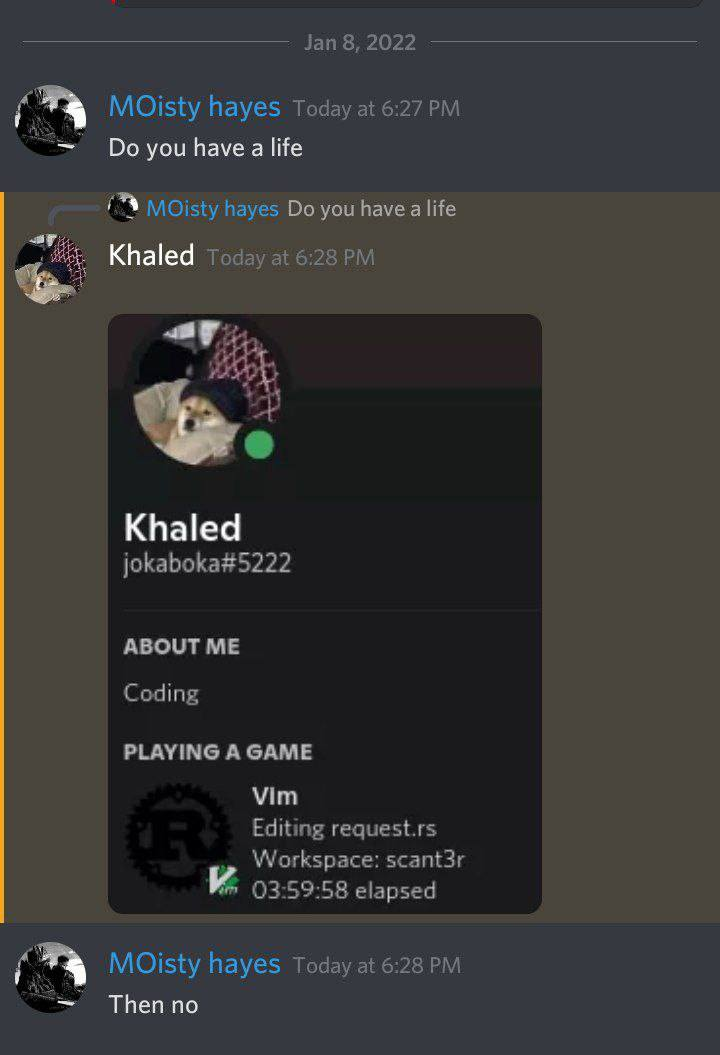 Jan 8, 2022
MOisty hayes Today at 6:27 PM
Do you have a life
MOisty hayes Do you have a life
Khaled Today at 6:28 PM
Khaled
jokaboka#5222
ABOUT ME
Coding
PLAYING A GAME
VIm
Editing request.rs
Workspace: scant3r
03:59:58 elapsed
R
Vim
MOisty hayes Today at 6:28 PM
Then no